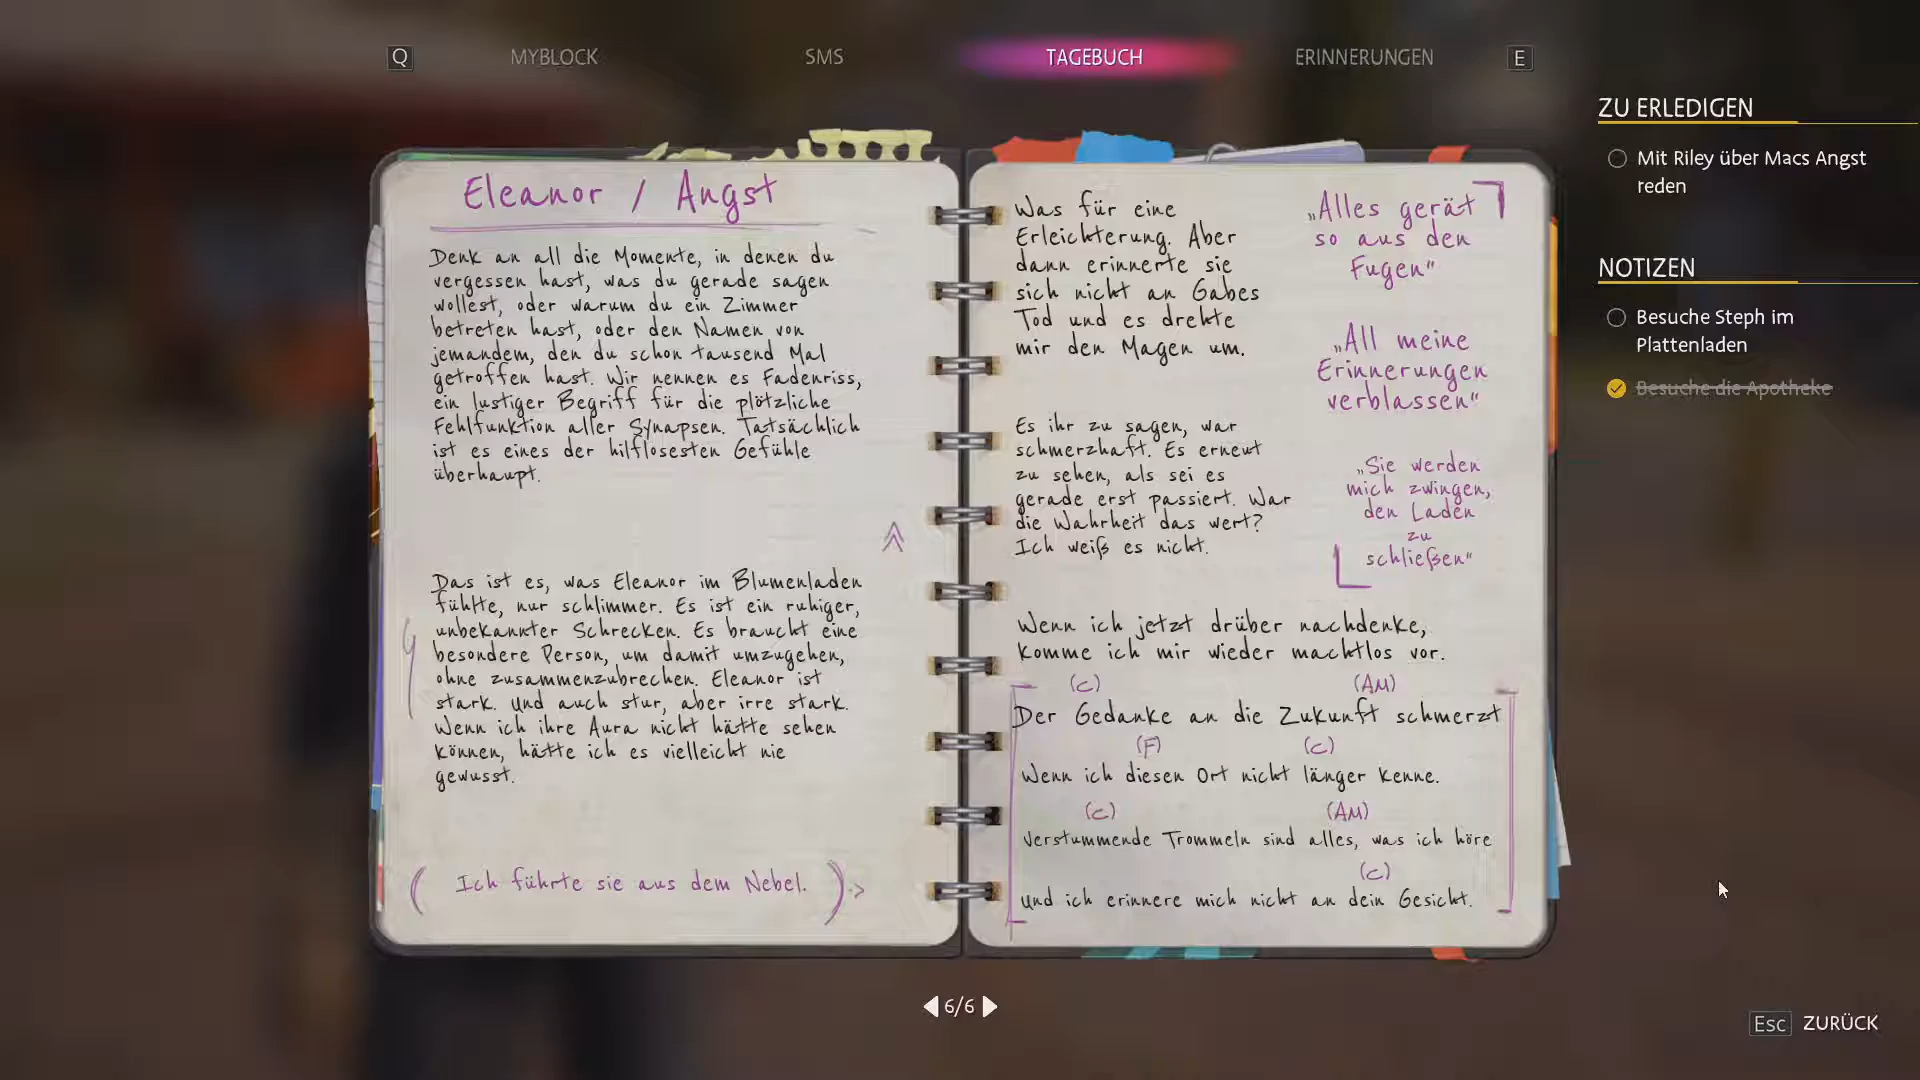 Q
MYBLOCK
SMS
TAGEBUCH
ERINNERUNGEN
E
Eleanor / Angst
Denk an all die Momente, in denen du
vergessen hast, was du gerade sagen
wollest, oder warum du ein Zimmer
betreten hast, oder den Namen von
jemandem, den du schon tausend Mal
getroffen hast. Wir nennen es Fadenriss,
ein lustiger Begriff für die plötzliche
Fehlfunktion aller Synapsen. Tatsächlich
ist es eines der hilflosesten Gefühle
überhaupt.
Das ist es, was Eleanor im Blumenladen
fühlte, nur schlimmer. Es ist ein ruhiger,
unbekannter Schrecken. Es braucht eine
besondere Person, um damit umzugehen,
ohne zusammenzubrechen. Eleanor ist
stark. Und auch stur, aber irre stark.
Wenn ich ihre Aura nicht hätte sehen
können, hätte ich es vielleicht nie
gewusst.
( Ich führte sie aus dem Nebel. )
Was für eine
Erleichterung. Aber
dann erinnerte sie
sich nicht an Gabes
Tod und es drehte
mir den Magen um.
Es ihr zu sagen, war
schmerzhaft. Es erneut
zu sehen, als sei es
gerade erst passiert. War
die Wahrheit das wert?
Ich weiß es nicht.
„Alles gerät
so aus den
Fugen“
„All meine
Erinnerungen
verblassen“
„Sie werden
mich zwingen,
den Laden
zu
schließen“
Wenn ich jetzt drüber nachdenke,
komme ich mir wieder machtlos vor.
(C) (AM)
Der Gedanke an die Zukunft schmerzt
(F) (C)
Wenn ich diesen Ort nicht länger kenne.
(C) (AM)
Verstummende Trommeln sind alles, was ich höre
(C)
Und ich erinnere mich nicht an dein Gesicht.
6/6
ZU ERLEDIGEN
Mit Riley über Macs Angst
reden
NOTIZEN
Besuche Steph im
Plattenladen
Besuche die Apotheke
Esc ZURÜCK